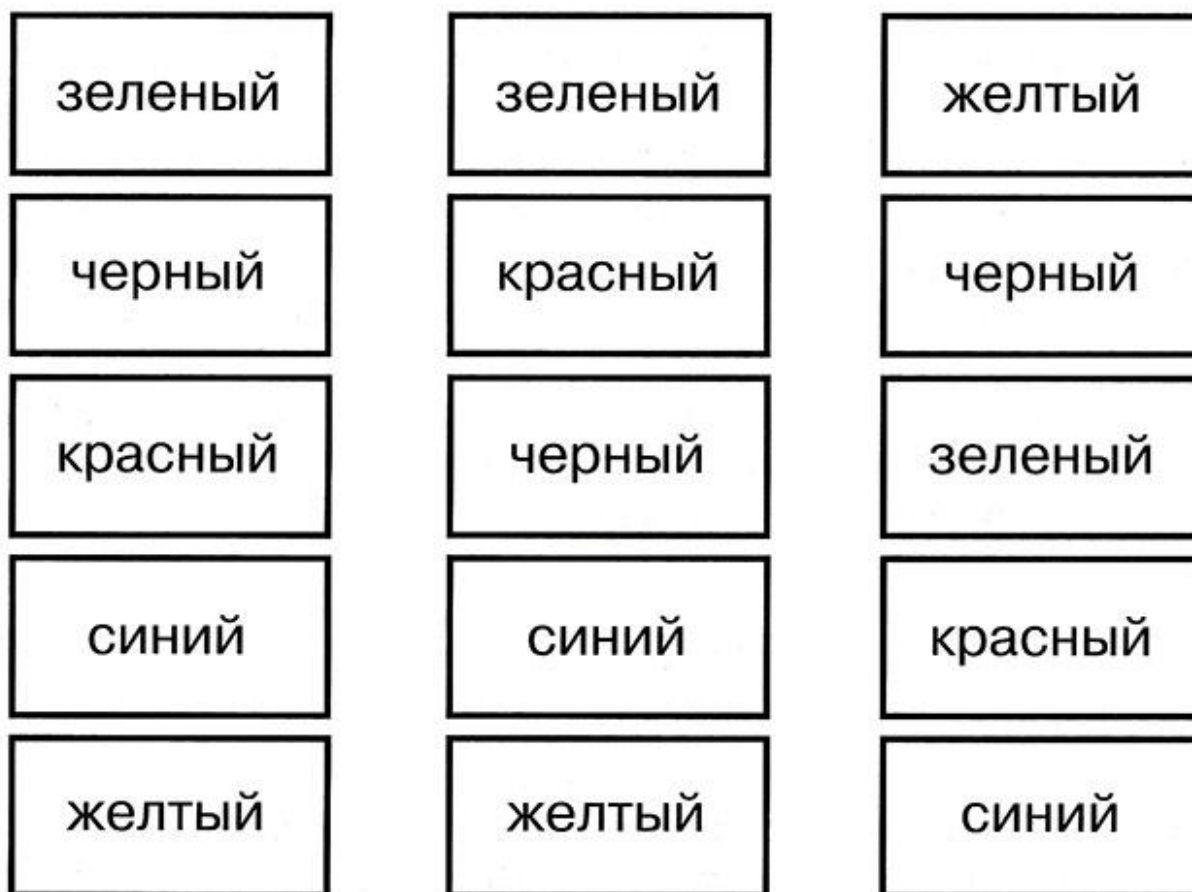 зеленый зеленый желтый
черный красный черный
красный черный зеленый
синий синий красный
желтый желтый синий